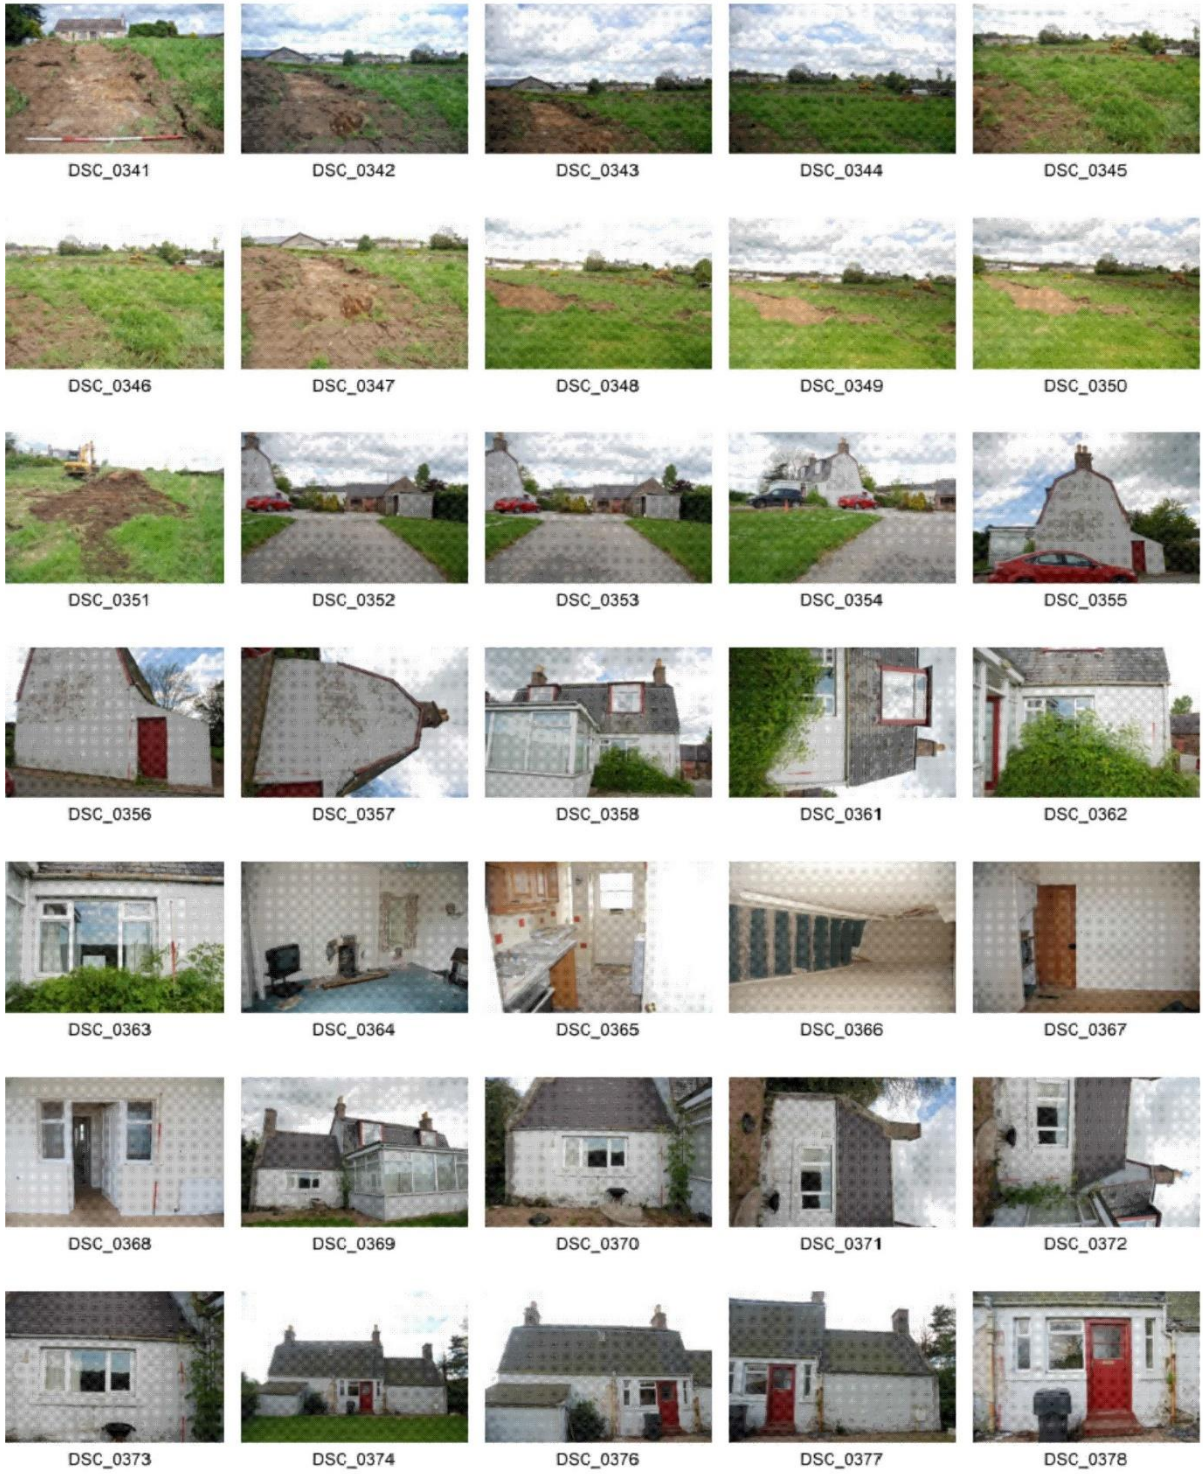 DSC_0341 DSC_0342 DSC_0343 DSC_0344 DSC_0345
DSC_0346 DSC_0347 DSC_0348 DSC_0349 DSC_0350
DSC_0351 DSC_0352 DSC_0353 DSC_0354 DSC_0355
DSC_0356 DSC_0357 DSC_0358 DSC_0361 DSC_0362
DSC_0363 DSC_0364 DSC_0365 DSC_0366 DSC_0367
DSC_0368 DSC_0369 DSC_0370 DSC_0371 DSC_0372
DSC_0373 DSC_0374 DSC_0376 DSC_0377 DSC_0378